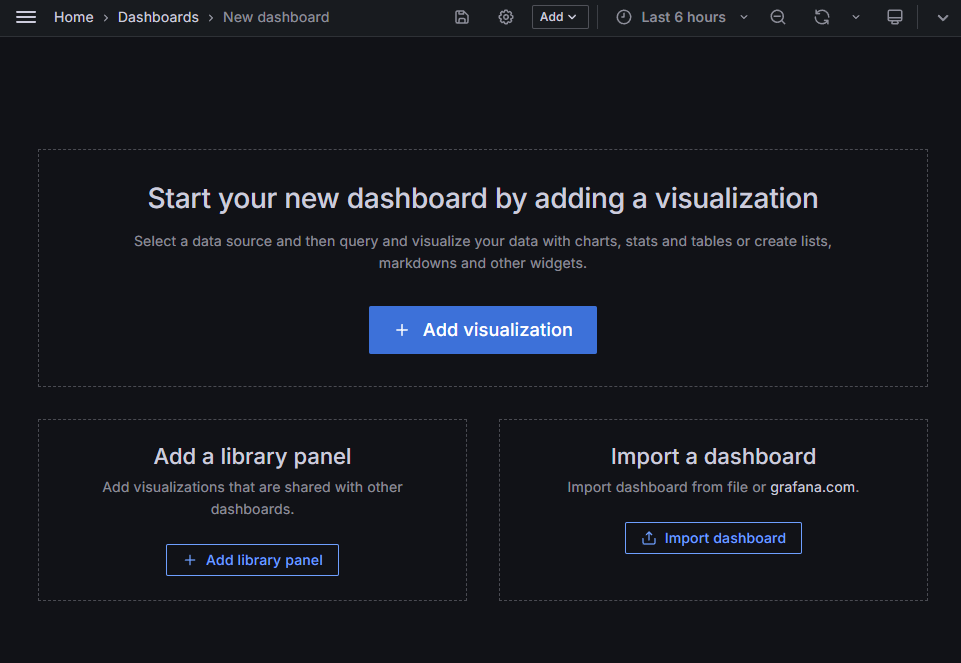 Home › Dashboards › New dashboard
Add
Last 6 hours
Start your new dashboard by adding a visualization
Select a data source and then query and visualize your data with charts, stats and tables or create lists,
markdowns and other widgets.
+ Add visualization
Add a library panel
Add visualizations that are shared with other
dashboards.
+ Add library panel
Import a dashboard
Import dashboard from file or grafana.com.
Import dashboard